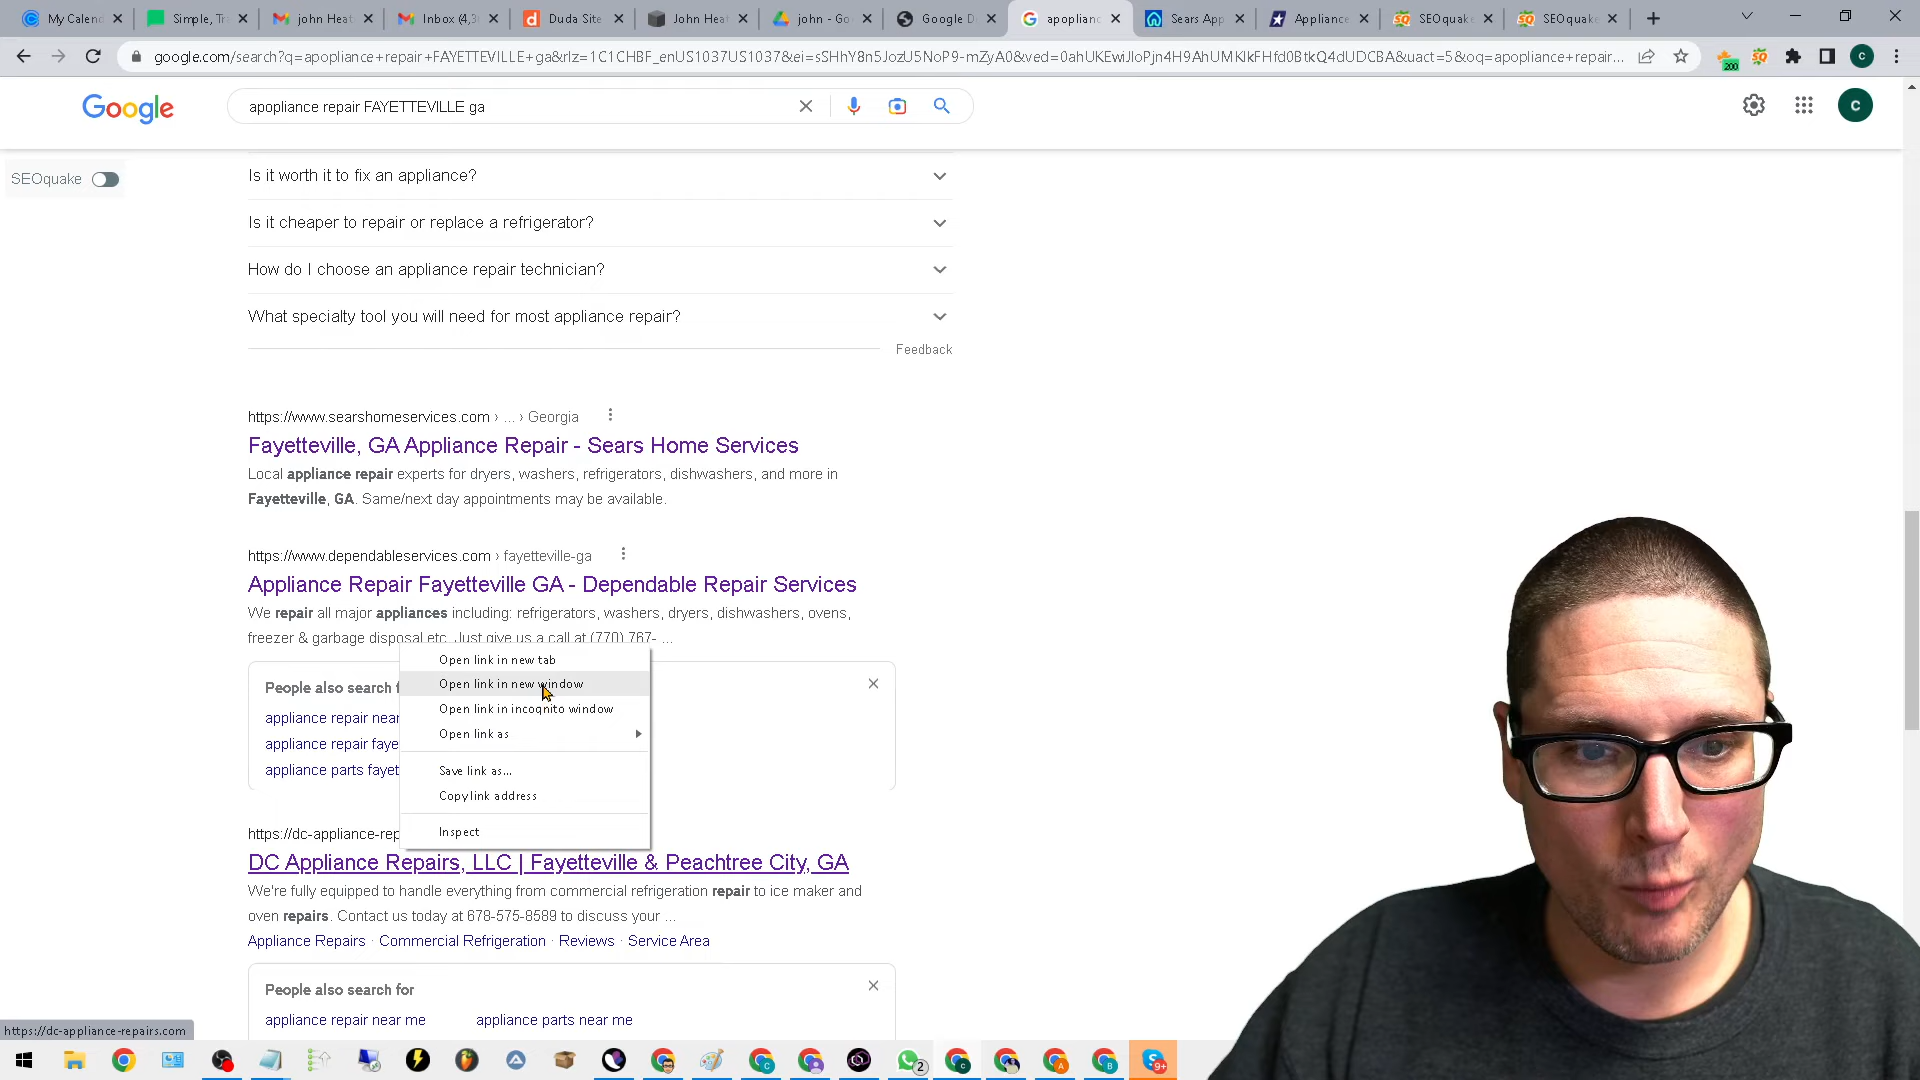 My Calend
Simple, Tra
john Heat
Inbox (4,3
Duda Site
John Heat
john - Go
Google D
apoplianc
Sears App
Appliance
SEOquake
SEOquake
google.com/search?q=apopliance+repair+FAYETTEVILLE+ga&rlz=1C1CHBF_enUS1037US1037&ei=sSHhY8n5JozU5NoP9-mZyA0&ved=0ahUKEwiJloPjn4H9AhUMKlkFHfd0BtkQ4dUDCBA&uact=5&oq=apopliance+repair...
200
Google
apopliance repair FAYETTEVILLE ga
C
SEOquake
Is it worth it to fix an appliance?
Is it cheaper to repair or replace a refrigerator?
How do I choose an appliance repair technician?
What specialty tool you will need for most appliance repair?
Feedback
https://www.searshomeservices.com › ... › Georgia
Fayetteville, GA Appliance Repair - Sears Home Services
Local appliance repair experts for dryers, washers, refrigerators, dishwashers, and more in
Fayetteville, GA. Same/next day appointments may be available.
https://www.dependableservices.com › fayetteville-ga
Appliance Repair Fayetteville GA - Dependable Repair Services
We repair all major appliances including: refrigerators, washers, dryers, dishwashers, ovens,
freezer & garbage disposal etc. Just give us a call at (770) 767- ...
Open link in new tab
People also search f
Open link in new window
Open link in incognito window
appliance repair near
Open link as
appliance repair faye
appliance parts fayet
Save link as...
Copy link address
Inspect
https://dc-appliance-rep
DC Appliance Repairs, LLC | Fayetteville & Peachtree City, GA
We're fully equipped to handle everything from commercial refrigeration repair to ice maker and
oven repairs. Contact us today at 678-575-8589 to discuss your ...
Appliance Repairs · Commercial Refrigeration · Reviews · Service Area
People also search for
appliance repair near me
appliance parts near me
https://dc-appliance-repairs.com
2
9+